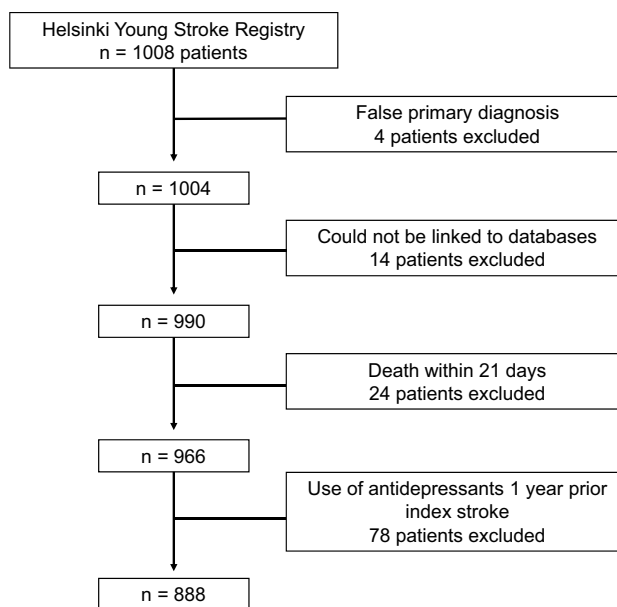 Helsinki Young Stroke Registry
n = 1008 patients
False primary diagnosis
4 patients excluded
n = 1004
Could not be linked to databases
14 patients excluded
n = 990
Death within 21 days
24 patients excluded
n = 966
Use of antidepressants 1 year prior
index stroke
78 patients excluded
n = 888